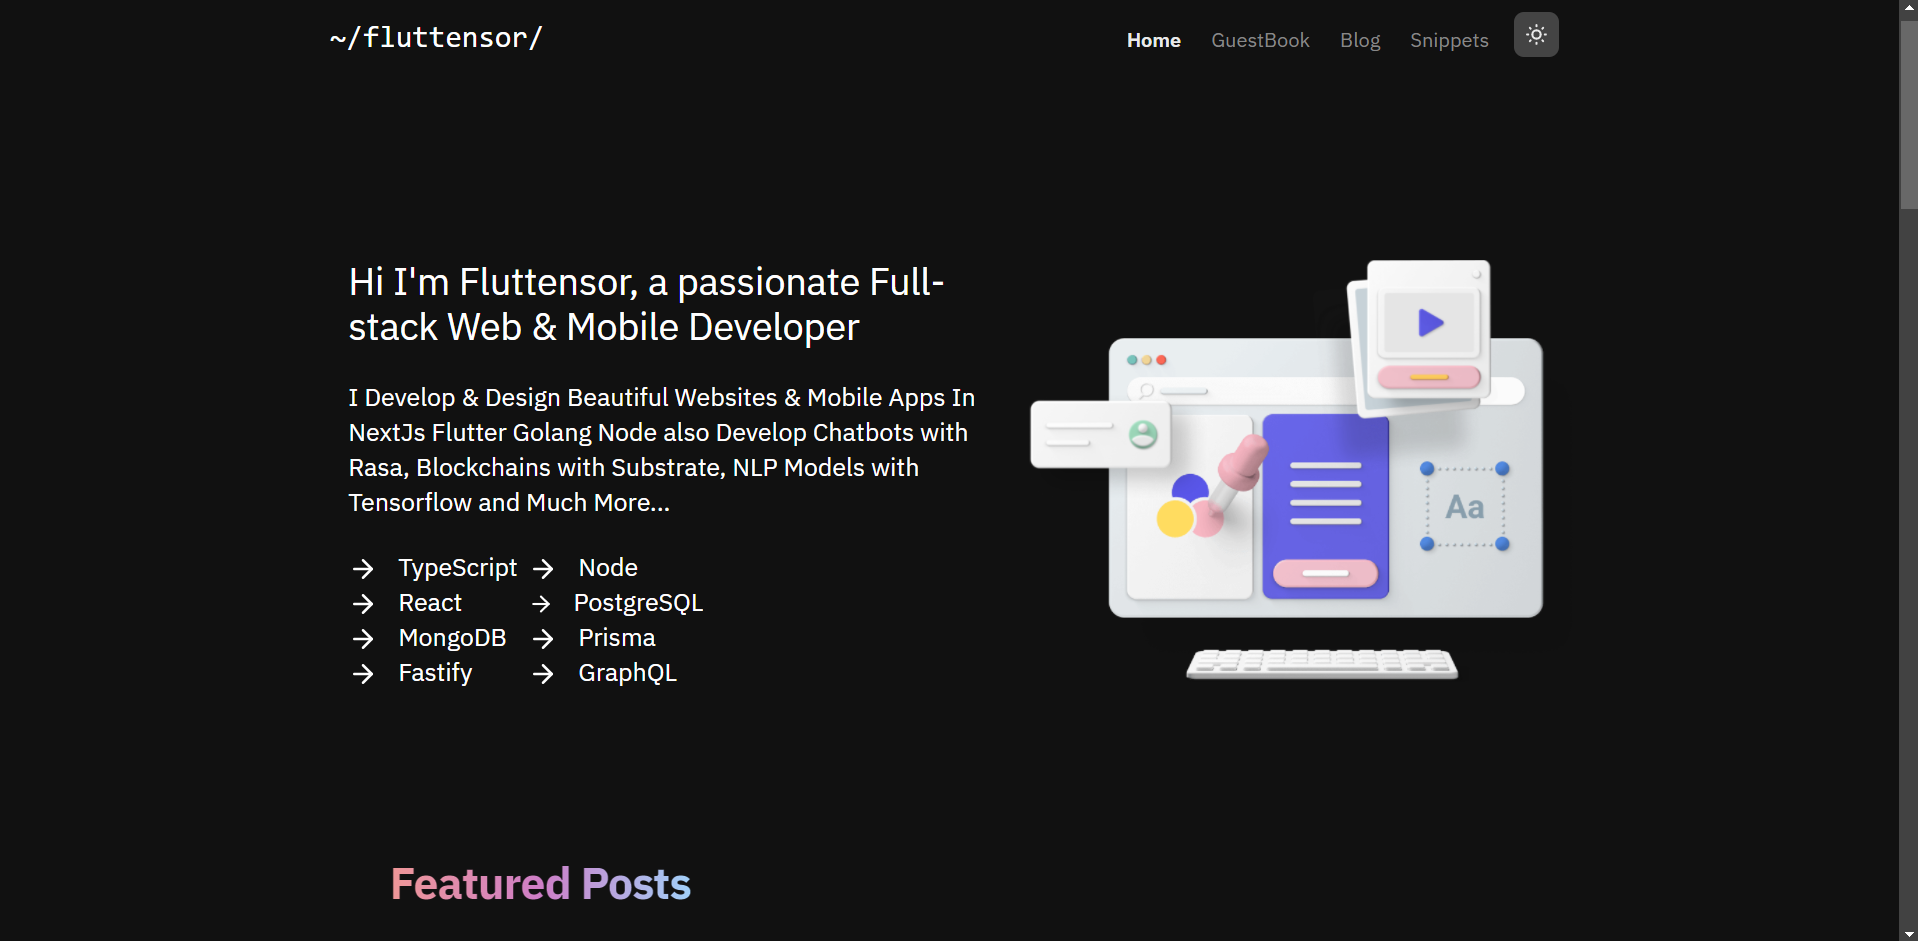 ~/fluttensor/
Home GuestBook Blog Snippets
Hi I'm Fluttensor, a passionate Full-
stack Web & Mobile Developer
I Develop & Design Beautiful Websites & Mobile Apps In
NextJs Flutter Golang Node also Develop Chatbots with
Rasa, Blockchains with Substrate, NLP Models with
Tensorflow and Much More...
→ TypeScript → Node
→ React → PostgreSQL
→ MongoDB → Prisma
→ Fastify → GraphQL
Aa
Featured Posts